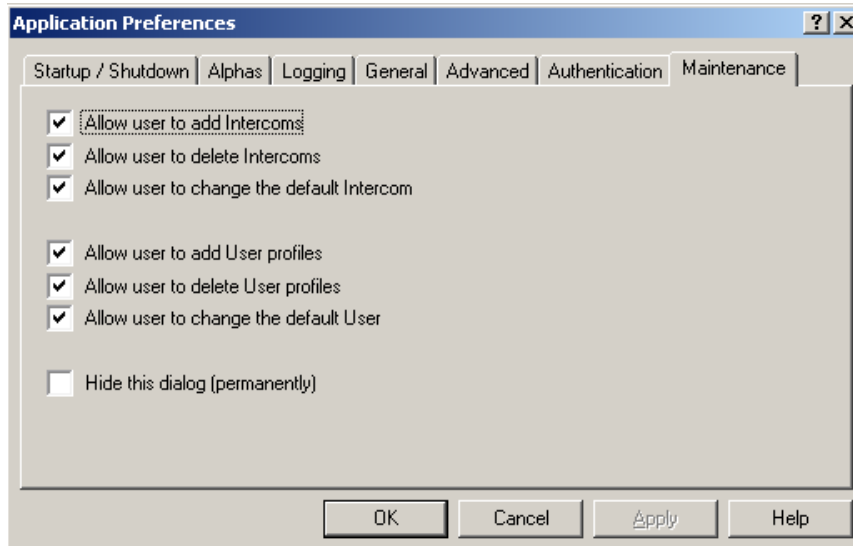 Application Preferences
Startup / Shutdown Alphas Logging General Advanced Authentication Maintenance
Allow user to add Intercoms
Allow user to delete Intercoms
Allow user to change the default Intercom
Allow user to add User profiles
Allow user to delete User profiles
Allow user to change the default User
Hide this dialog (permanently)
OK Cancel Apply Help